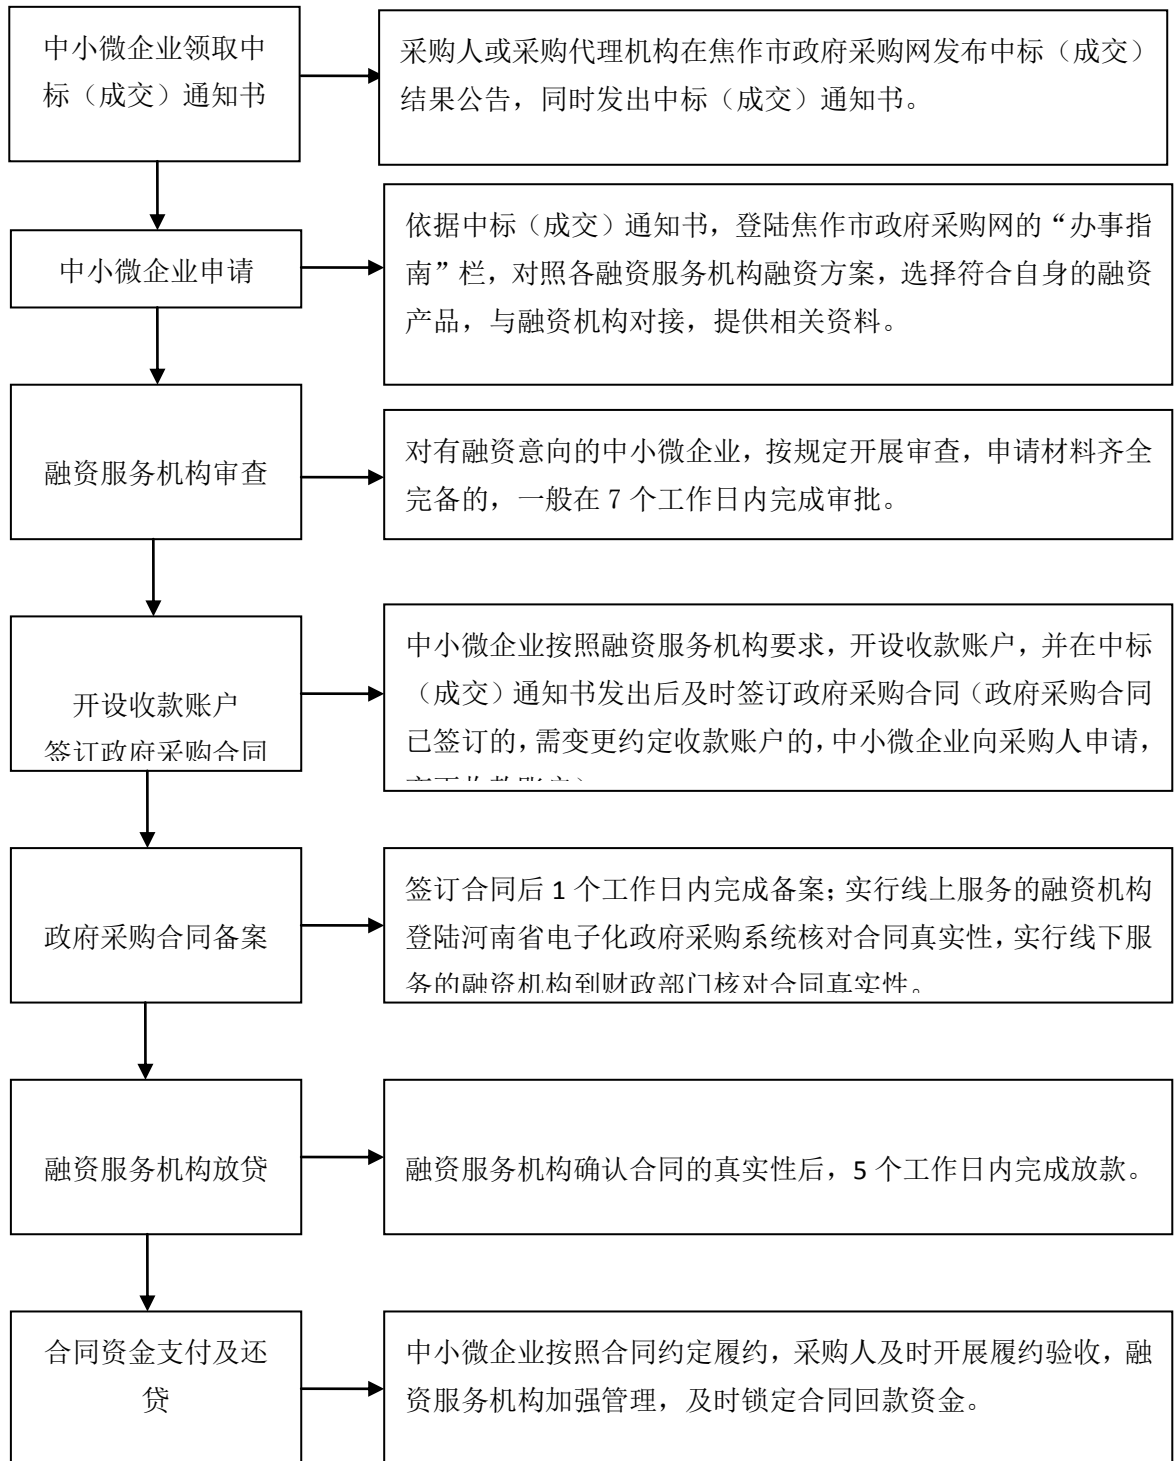 中小微企业领取中
标（成交）通知书
采购人或采购代理机构在焦作市政府采购网发布中标（成交）
结果公告，同时发出中标（成交）通知书。
中小微企业申请
依据中标（成交）通知书，登陆焦作市政府采购网的“办事指
南”栏，对照各融资服务机构融资方案，选择符合自身的融资
产品，与融资机构对接，提供相关资料。
融资服务机构审查
对有融资意向的中小微企业，按规定开展审查，申请材料齐全
完备的，一般在 7 个工作日内完成审批。
开设收款账户
签订政府采购合同
中小微企业按照融资服务机构要求，开设收款账户，并在中标
（成交）通知书发出后及时签订政府采购合同（政府采购合同
已签订的，需变更约定收款账户的，中小微企业向采购人申请，
政府采购合同备案
签订合同后 1 个工作日内完成备案；实行线上服务的融资机构
登陆河南省电子化政府采购系统核对合同真实性，实行线下服
务的融资机构到财政部门核对合同真实性。
融资服务机构放贷
融资服务机构确认合同的真实性后，5 个工作日内完成放款。
合同资金支付及还
贷
中小微企业按照合同约定履约，采购人及时开展履约验收，融
资服务机构加强管理，及时锁定合同回款资金。